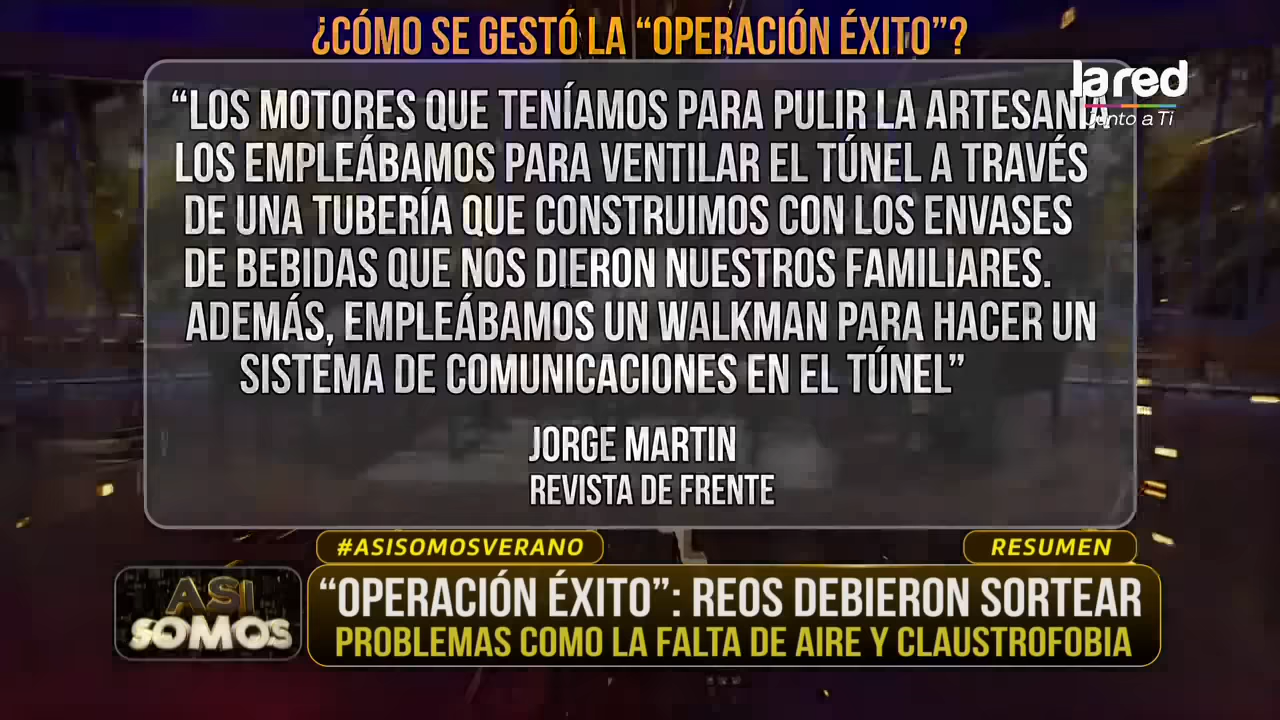 ¿CÓMO SE GESTÓ LA “OPERACIÓN ÉXITO”?
lared
Junto a Ti
“LOS MOTORES QUE TENÍAMOS PARA PULIR LA ARTESANÍA
LOS EMPLEÁBAMOS PARA VENTILAR EL TÚNEL A TRAVÉS
DE UNA TUBERÍA QUE CONSTRUIMOS CON LOS ENVASES
DE BEBIDAS QUE NOS DIERON NUESTROS FAMILIARES.
ADEMÁS, EMPLEÁBAMOS UN WALKMAN PARA HACER UN
SISTEMA DE COMUNICACIONES EN EL TÚNEL”
JORGE MARTIN
REVISTA DE FRENTE
#ASISOMOSVERANO
RESUMEN
ASI
SOMOS
“OPERACIÓN ÉXITO”: REOS DEBIERON SORTEAR
PROBLEMAS COMO LA FALTA DE AIRE Y CLAUSTROFOBIA